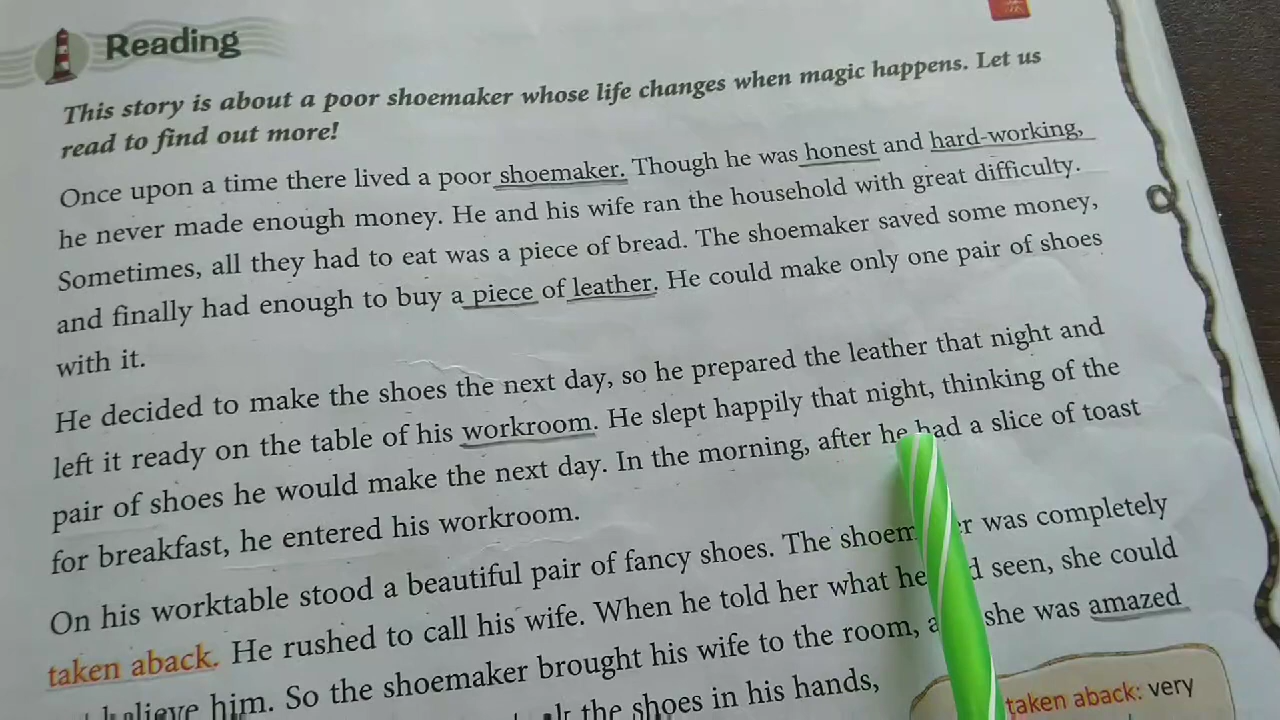 Reading
This story is about a poor shoemaker whose life changes when magic happens. Let us
read to find out more!
Once upon a time there lived a poor shoemaker. Though he was honest and hard-working,
he never made enough money. He and his wife ran the household with great difficulty.
Sometimes, all they had to eat was a piece of bread. The shoemaker saved some money,
and finally had enough to buy a piece of leather. He could make only one pair of shoes
with it.
He decided to make the shoes the next day, so he prepared the leather that night and
left it ready on the table of his workroom. He slept happily that night, thinking of the
pair of shoes he would make the next day. In the morning, after he had a slice of toast
for breakfast, he entered his workroom.
On his worktable stood a beautiful pair of fancy shoes. The was completely
taken aback. He rushed to call his wife. When he told her what he seen, she could
him. So the shoemaker brought his wife to the room, she was amazed
the shoes in his hands,
taken aback: very